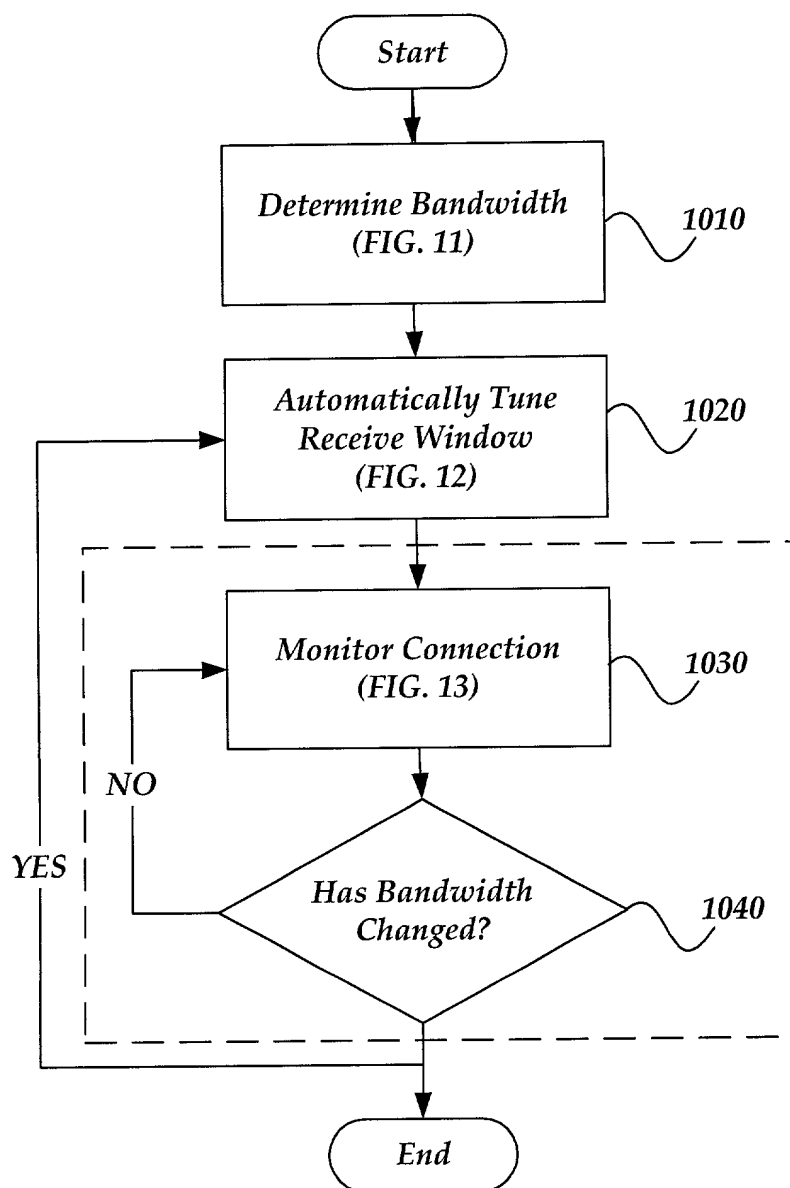 Start
Determine Bandwidth
(FIG. 11)
1010
Automatically Tune
Receive Window
(FIG. 12)
1020
Monitor Connection
(FIG. 13)
1030
NO
YES
Has Bandwidth
Changed?
1040
End